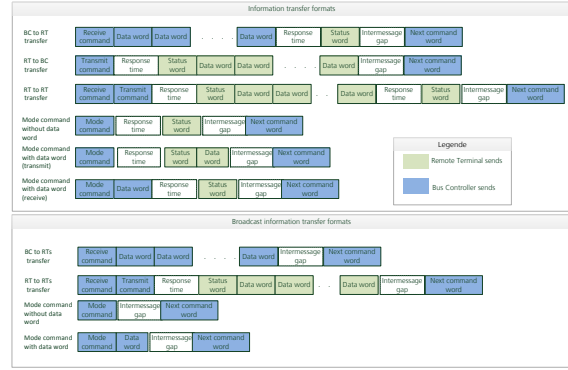 Information transfer formats
BC to RT
transfer
Receive
command
Data word
Data word
. . . .
Data word
Response
time
Status
word
Intermessage
gap
Next command
word
RT to BC
transfer
Transmit
command
Response
time
Status
word
Data word
Data word
. . . .
Data word
Intermessage
gap
Next command
word
RT to RT
transfer
Receive
command
Transmit
command
Response
time
Status
word
Data word
Data word
. .
Data word
Response
time
Status
word
Intermessage
gap
Next command
word
Mode command
without data
word
Mode
command
Response
time
Status
word
Intermessage
gap
Next command
word
Mode command
with data word
(transmit)
Mode
command
Response
time
Status
word
Data
word
Intermessage
gap
Next command
word
Mode command
with data word
(receive)
Mode
command
Data word
Response
time
Status
word
Intermessage
gap
Next command
word
Legende
Remote Terminal sends
Bus Controller sends
Broadcast information transfer formats
BC to RTs
transfer
Receive
command
Data word
Data word
. . . .
Data word
Intermessage
gap
Next command
word
RT to RTs
transfer
Receive
command
Transmit
command
Response
time
Status
word
Data word
Data word
. .
Data word
Intermessage
gap
Next command
word
Mode command
without data
word
Mode
command
Intermessage
gap
Next command
word
Mode command
with data word
Mode
command
Data
word
Intermessage
gap
Next command
word